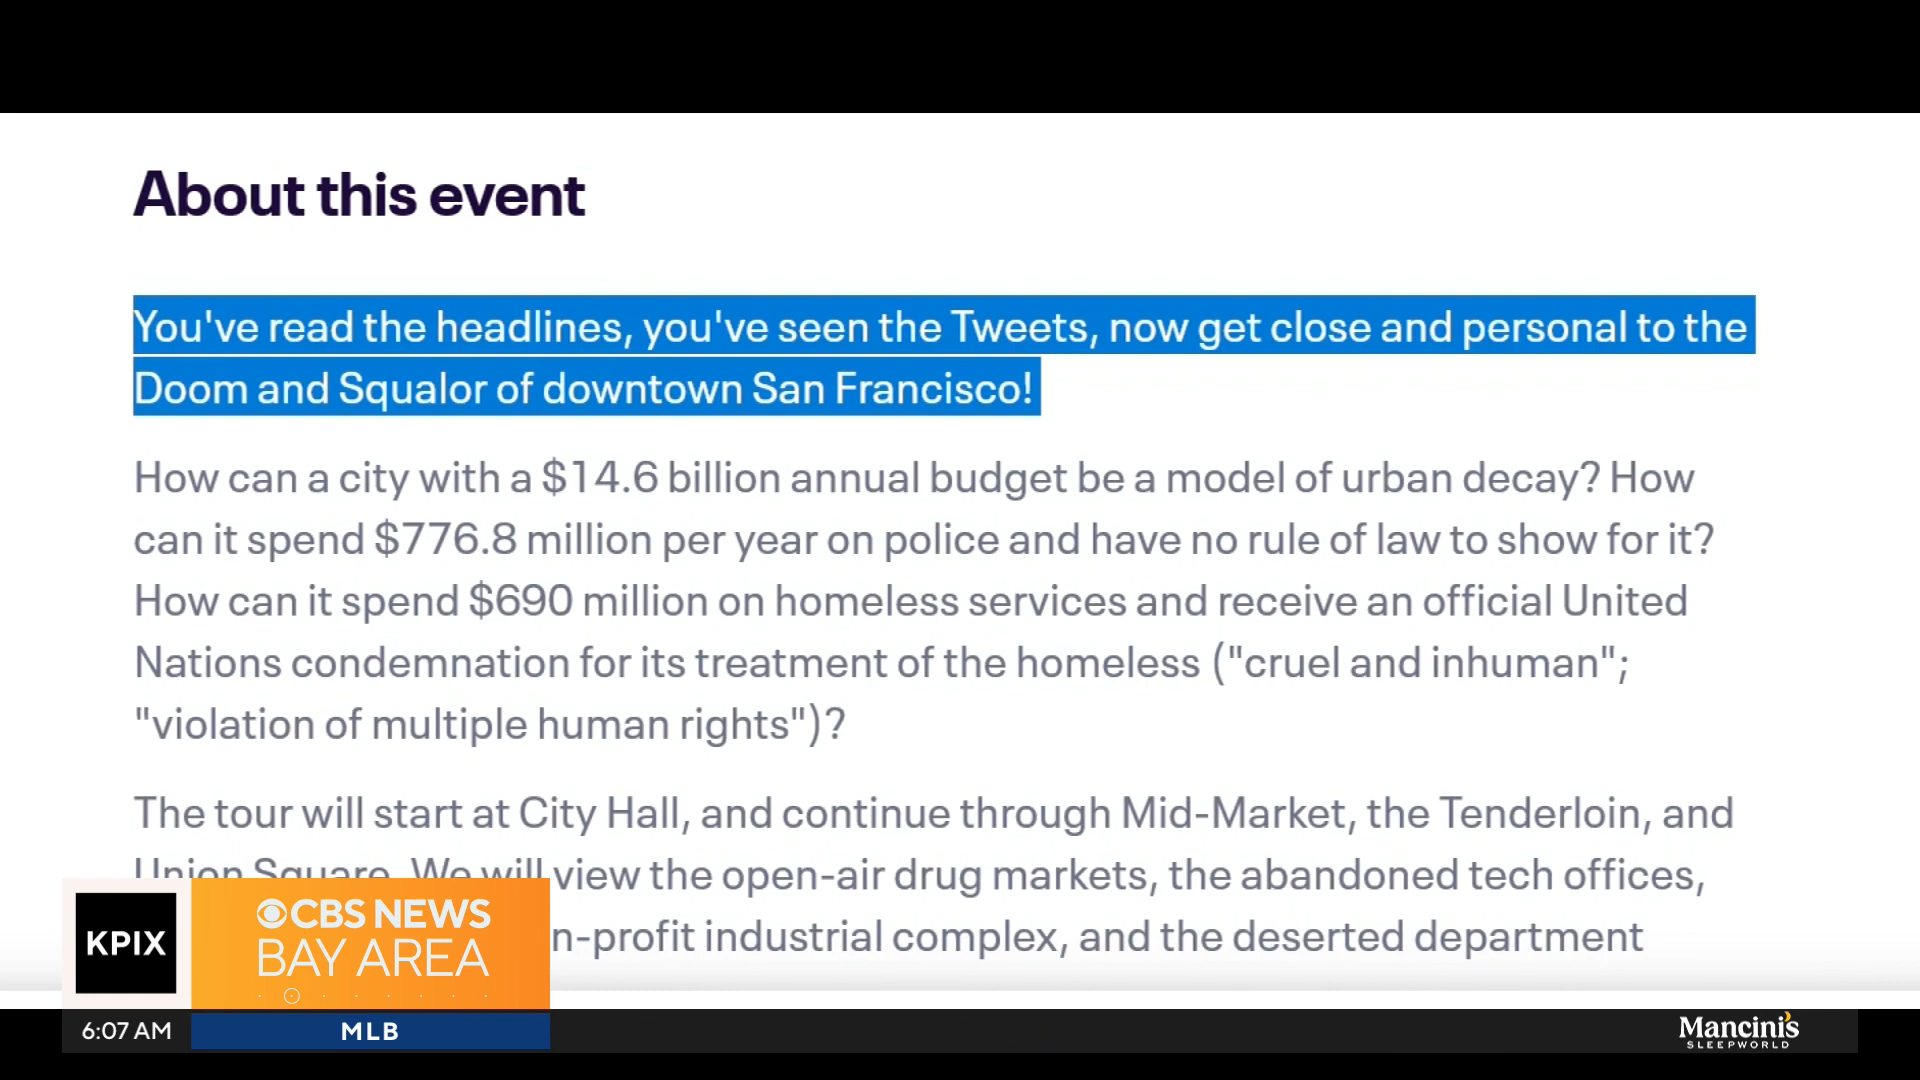 About this event
You've read the headlines, you've seen the Tweets, now get close and personal to the
Doom and Squalor of downtown San Francisco!
How can a city with a $14.6 billion annual budget be a model of urban decay? How
can it spend $776.8 million per year on police and have no rule of law to show for it?
How can it spend $690 million on homeless services and receive an official United
Nations condemnation for its treatment of the homeless ("cruel and inhuman";
"violation of multiple human rights")?
The tour will start at City Hall, and continue through Mid-Market, the Tenderloin, and
Union Square. We will view the open-air drug markets, the abandoned tech offices,
n-profit industrial complex, and the deserted department
KPIX
CBS NEWS
BAY AREA
6:07 AM
MLB
Mancini's
SLEEPWORLD